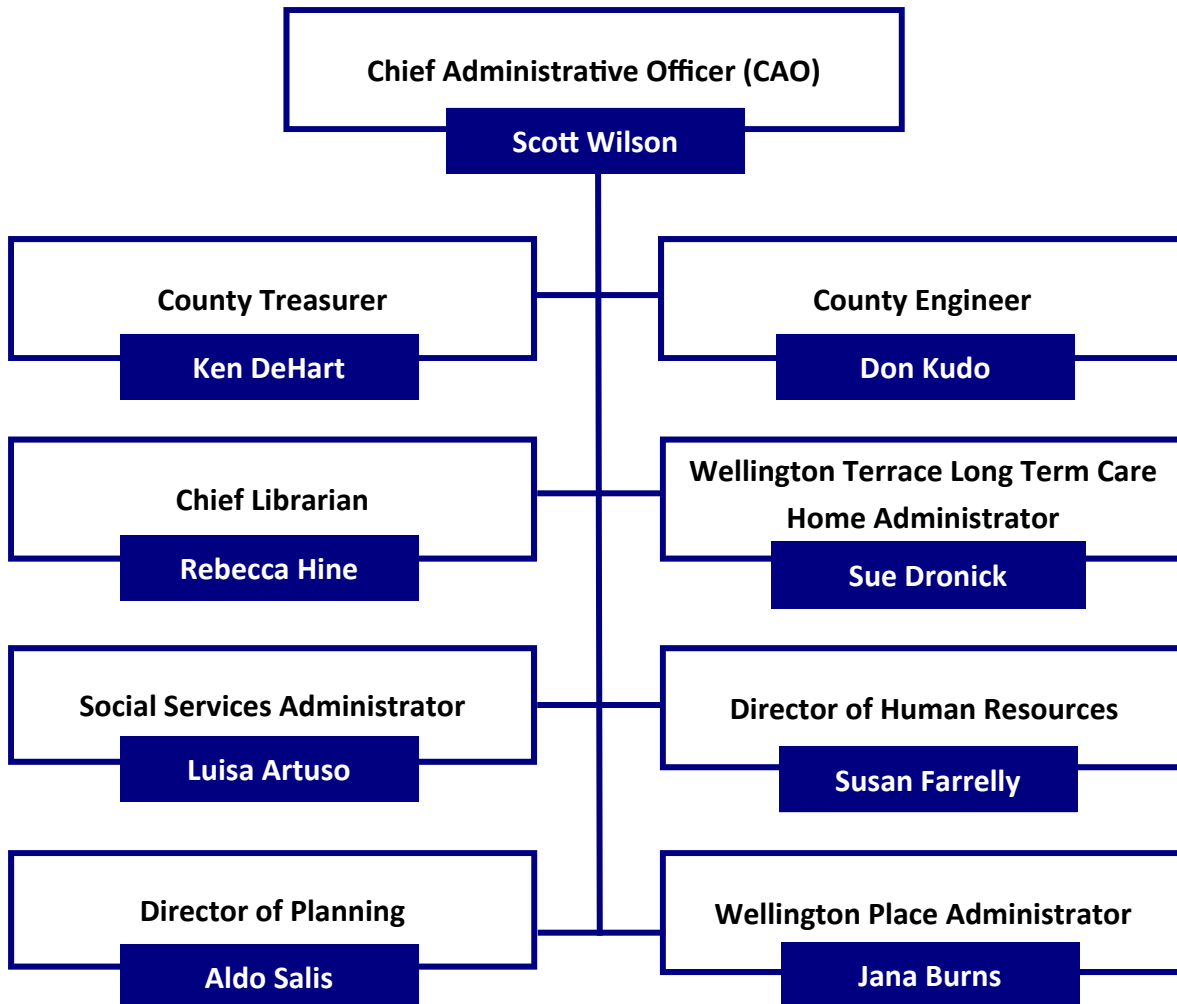 Chief Administrative Officer (CAO)
Scott Wilson
County Treasurer
Ken DeHart
County Engineer
Don Kudo
Chief Librarian
Rebecca Hine
Wellington Terrace Long Term Care
Home Administrator
Sue Dronick
Social Services Administrator
Luisa Artuso
Director of Human Resources
Susan Farrelly
Director of Planning
Aldo Salis
Wellington Place Administrator
Jana Burns